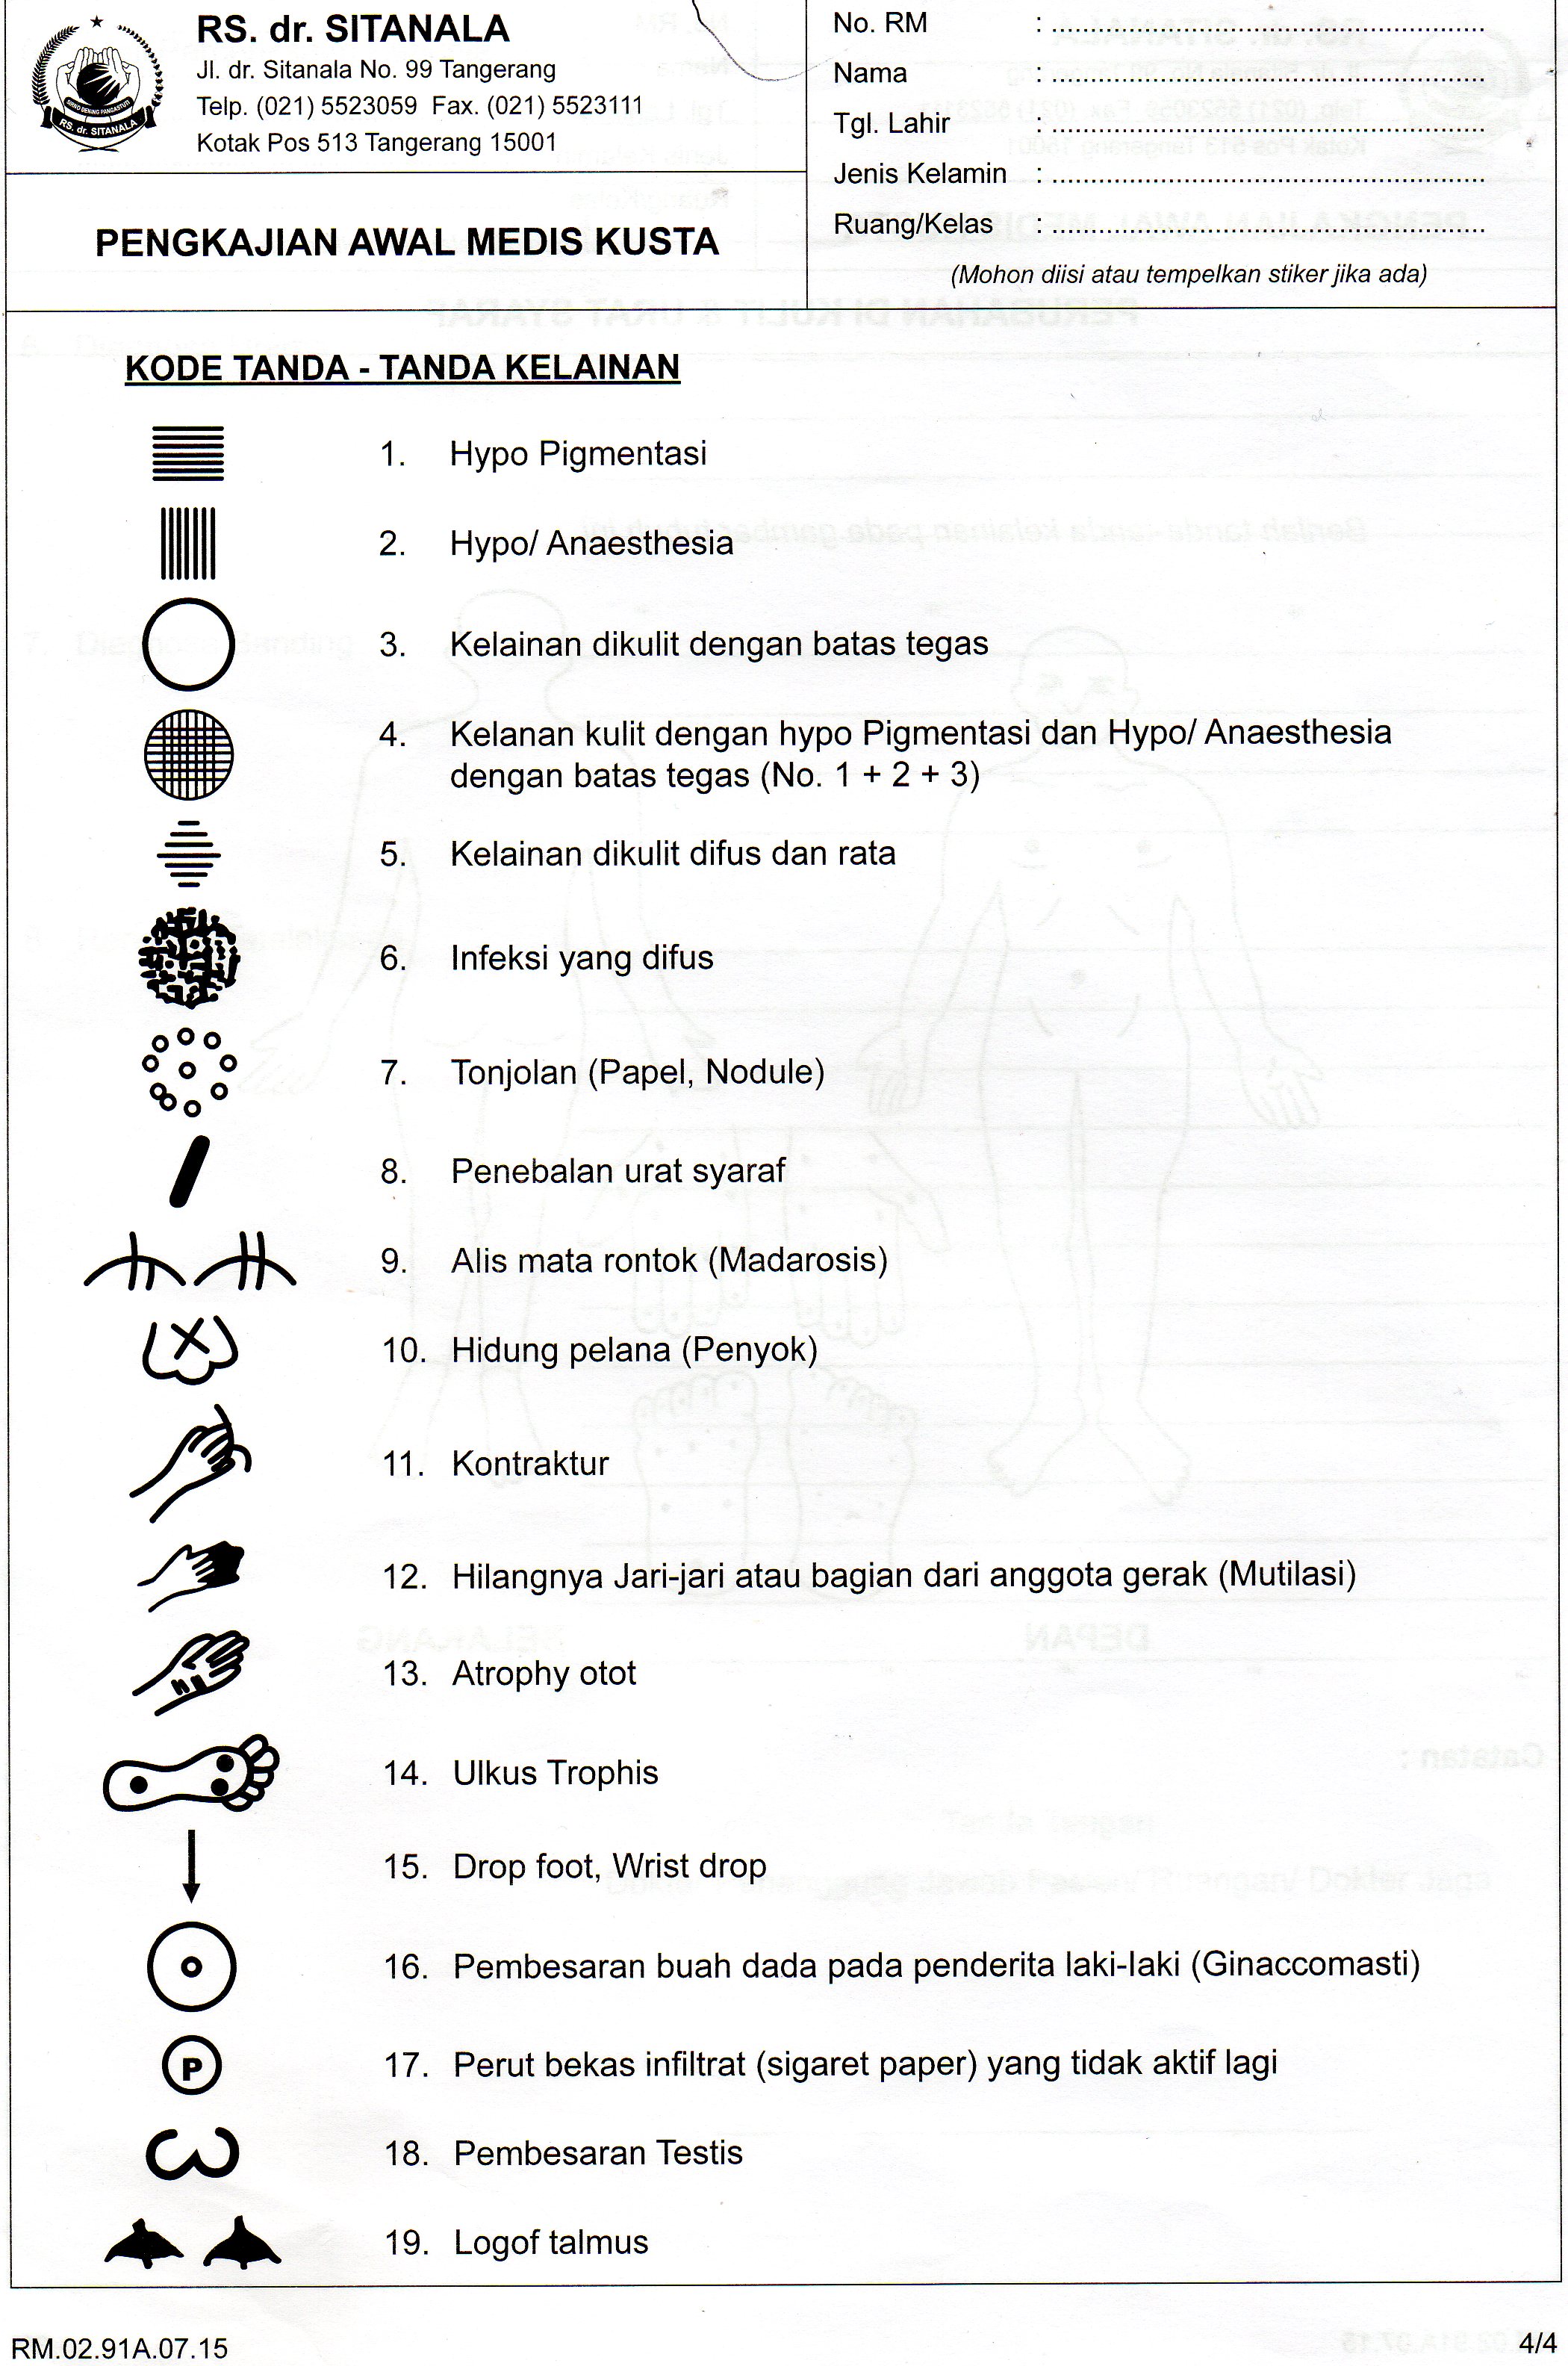 RS. dr. SITANALA
Jl. dr. Sitanala No. 99 Tangerang
Telp. (021) 5523059 Fax. (021) 5523111
Kotak Pos 513 Tangerang 15001
RS. dr. SITANALA
PENGKAJIAN AWAL MEDIS KUSTA
No. RM : ..........
Nama : ..........
Tgl. Lahir : ..........
Jenis Kelamin : ..........
Ruang/Kelas : ..........
(Mohon diisi atau tempelkan stiker jika ada)
KODE TANDA - TANDA KELAINAN
1. Hypo Pigmentasi
2. Hypo/ Anaesthesia
3. Kelainan dikulit dengan batas tegas
4. Kelanan kulit dengan hypo Pigmentasi dan Hypo/ Anaesthesia
dengan batas tegas (No. 1 + 2 + 3)
5. Kelainan dikulit difus dan rata
6. Infeksi yang difus
7. Tonjolan (Papel, Nodule)
8. Penebalan urat syaraf
9. Alis mata rontok (Madarosis)
10. Hidung pelana (Penyok)
11. Kontraktur
12. Hilangnya Jari-jari atau bagian dari anggota gerak (Mutilasi)
13. Atrophy otot
14. Ulkus Trophis
15. Drop foot, Wrist drop
16. Pembesaran buah dada pada penderita laki-laki (Ginaccomasti)
P 17. Perut bekas infiltrat (sigaret paper) yang tidak aktif lagi
18. Pembesaran Testis
19. Logof talmus
RM.02.91A.07.15
4/4